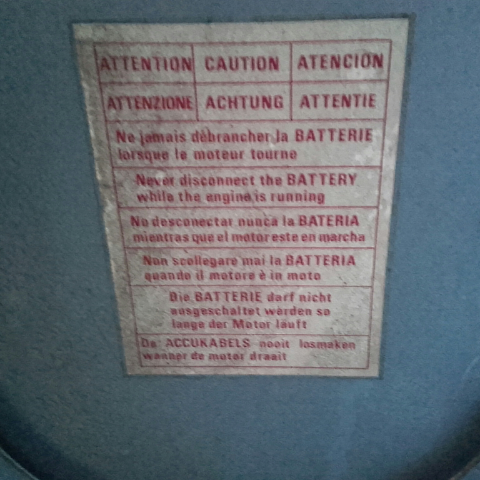 ATTENTION CAUTION ATENCION
ATTENZIONE ACHTUNG ATTENTIE
Ne jamais débrancher la BATTERIE
lorsque le moteur tourne
Never disconnect the BATTERY
while the engine is running
No desconectar nunca la BATERIA
mientras que el motor este en marcha
Non scollegare mai la BATTERIA
quando il motore è in moto
Die BATTERIE darf nicht
ausgeschaltet werden so
lange der Motor läuft
De ACCUKABELS nooit losmaken
wanneer de motor draait